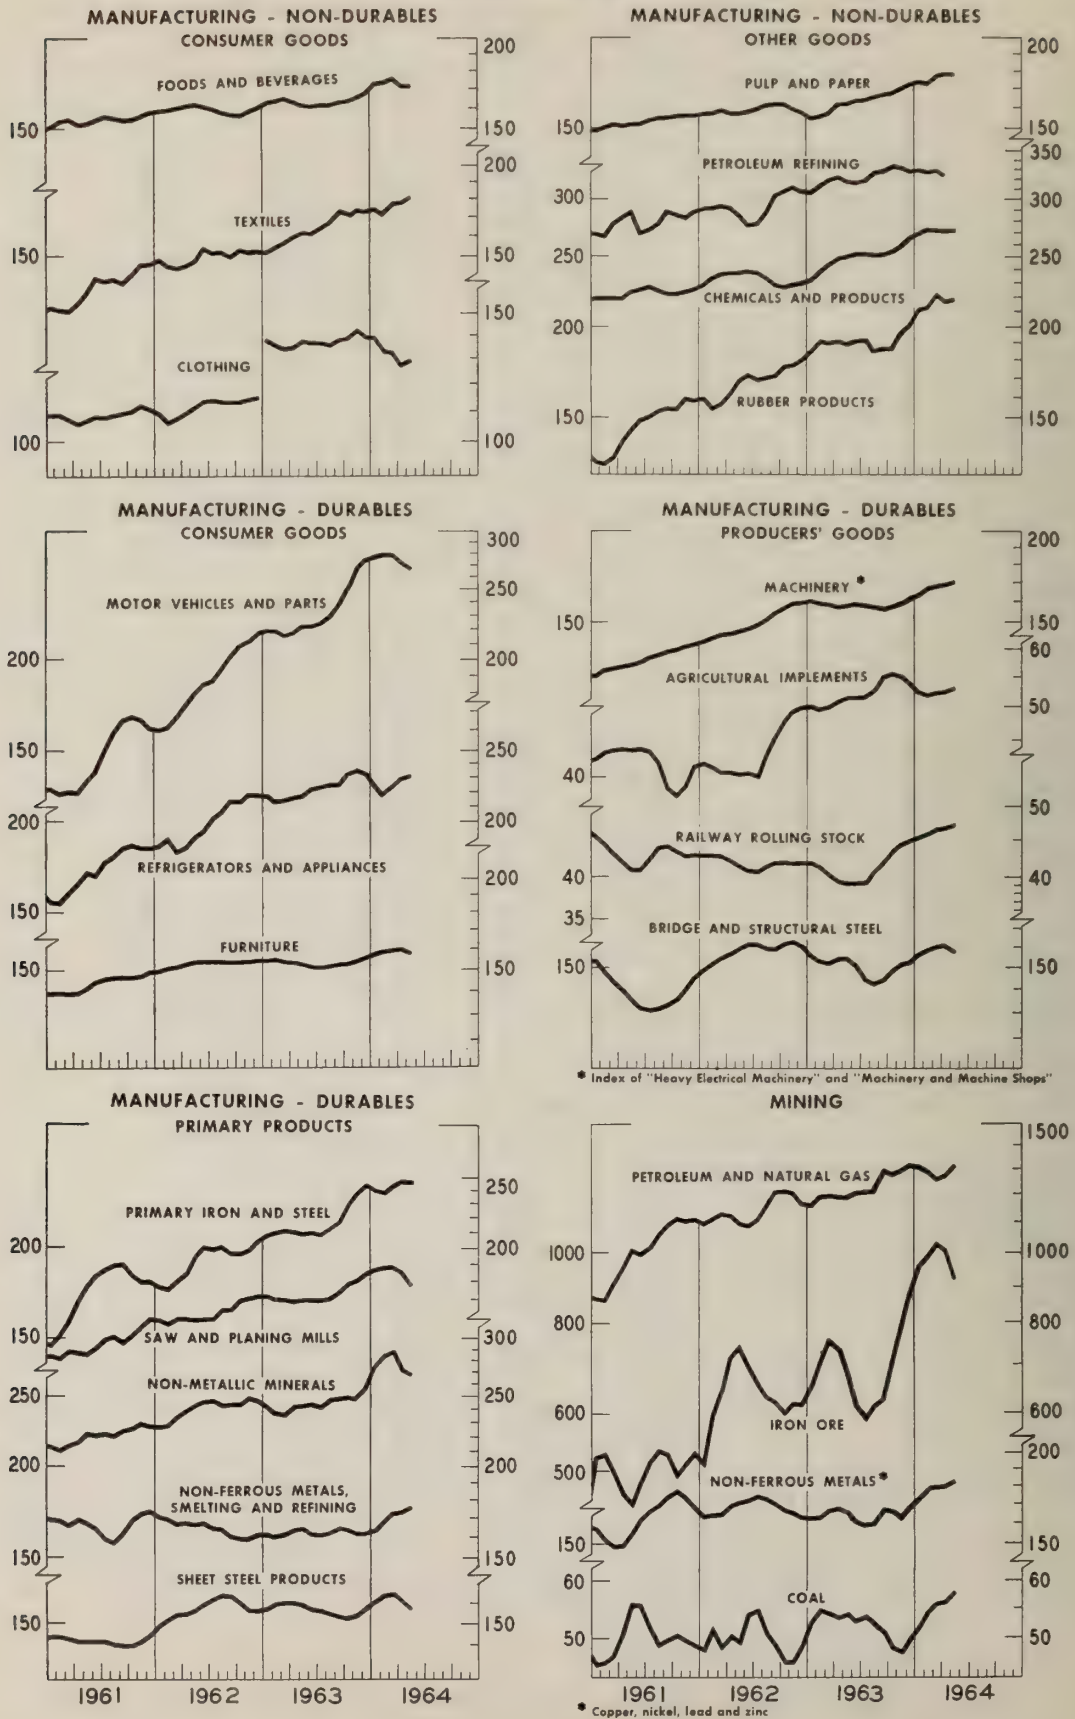 MANUFACTURING - NON-DURABLES
CONSUMER GOODS
200
FOODS AND BEVERAGES
150
150
200
TEXTILES
150
150
150
CLOTHING
100
100
MANUFACTURING - NON-DURABLES
OTHER GOODS
200
PULP AND PAPER
150
150
350
PETROLEUM REFINING
300
300
250
250
CHEMICALS AND PRODUCTS
200
200
RUBBER PRODUCTS
150
150
MANUFACTURING - DURABLES
CONSUMER GOODS
300
250
MOTOR VEHICLES AND PARTS
200
200
150
250
200
200
REFRIGERATORS AND APPLIANCES
200
150
FURNITURE
150
150
MANUFACTURING - DURABLES
PRODUCERS' GOODS
200
MACHINERY *
150
150
60
AGRICULTURAL IMPLEMENTS
50
40
50
RAILWAY ROLLING STOCK
40
40
35
BRIDGE AND STRUCTURAL STEEL
150
150
* Index of "Heavy Electrical Machinery" and "Machinery and Machine Shops"
MANUFACTURING - DURABLES
PRIMARY PRODUCTS
250
PRIMARY IRON AND STEEL
200
200
150
SAW AND PLANING MILLS
300
NON-METALLIC MINERALS
250
250
200
200
NON-FERROUS METALS,
SMELTING AND REFINING
150
150
SHEET STEEL PRODUCTS
150
150
1961 1962 1963 1964
MINING
1500
PETROLEUM AND NATURAL GAS
1000
1000
800
800
600
600
IRON ORE
500
200
NON-FERROUS METALS *
150
150
60
60
COAL
50
50
1961 1962 1963 1964
* Copper, nickel, lead and zinc